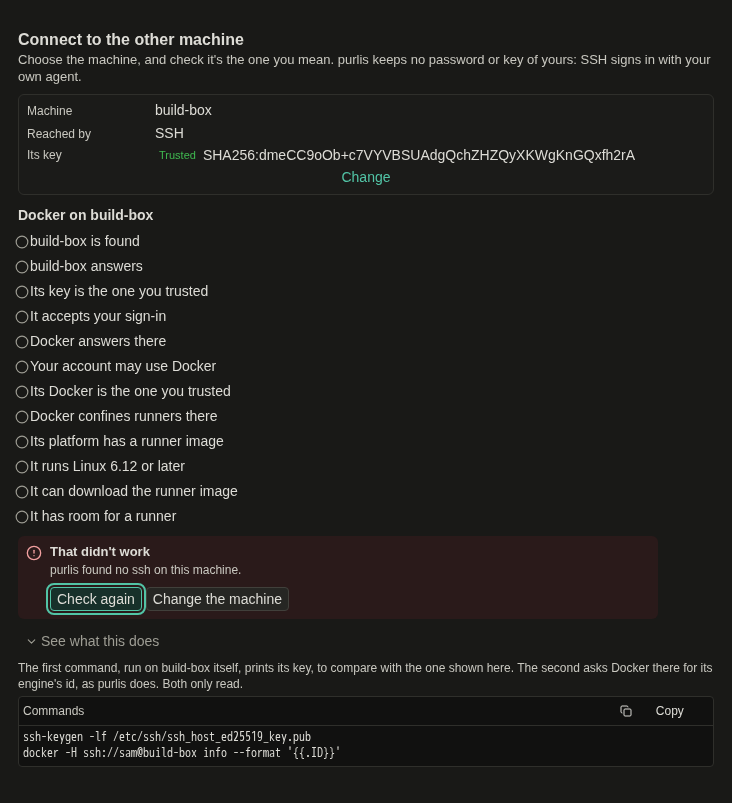 Connect to the other machine
Choose the machine, and check it's the one you mean. purlis keeps no password or key of yours: SSH signs in with your
own agent.
Machine build-box
Reached by SSH
Its key Trusted SHA256:dmeCC9oOb+c7VYVBSUAdgQchZHZQyXKWgKnGQxfh2rA
Change
Docker on build-box
build-box is found
build-box answers
Its key is the one you trusted
It accepts your sign-in
Docker answers there
Your account may use Docker
Its Docker is the one you trusted
Docker confines runners there
Its platform has a runner image
It runs Linux 6.12 or later
It can download the runner image
It has room for a runner
That didn't work
purlis found no ssh on this machine.
Check again Change the machine
See what this does
The first command, run on build-box itself, prints its key, to compare with the one shown here. The second asks Docker there for its
engine's id, as purlis does. Both only read.
Commands Copy
ssh-keygen -lf /etc/ssh/ssh_host_ed25519_key.pub
docker -H ssh://sam@build-box info --format '{{.ID}}'